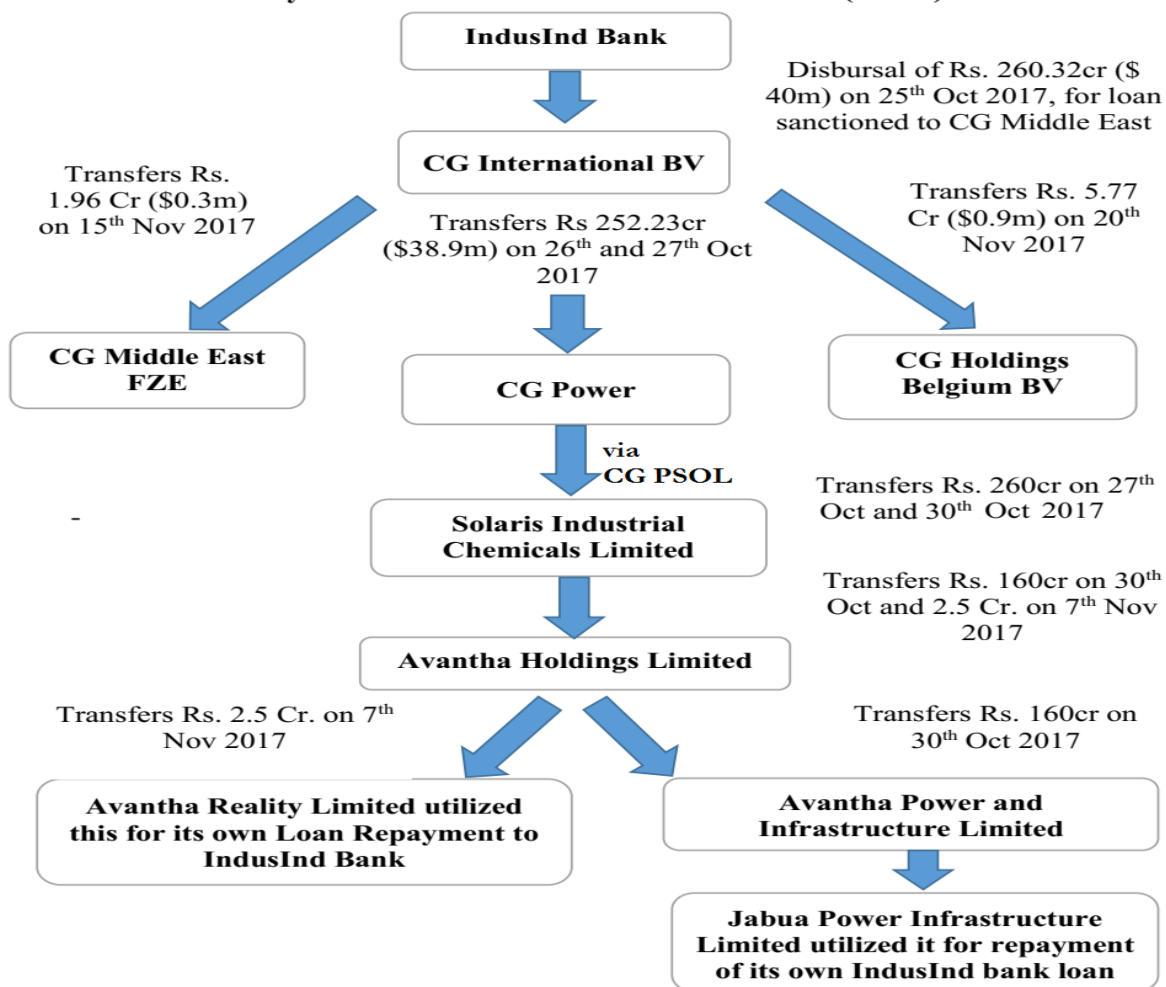 IndusInd Bank
Disbursal of Rs. 260.32cr ($
40m) on 25th Oct 2017, for loan
sanctioned to CG Middle East
CG International BV
Transfers Rs.
1.96 Cr ($0.3m)
on 15th Nov 2017
Transfers Rs 252.23cr
($38.9m) on 26th and 27th Oct
2017
Transfers Rs. 5.77
Cr ($0.9m) on 20th
Nov 2017
CG Middle East
FZE
CG Power
CG Holdings
Belgium BV
via
CG PSOL
Transfers Rs. 260cr on 27th
Oct and 30th Oct 2017
-
Solaris Industrial
Chemicals Limited
Transfers Rs. 160cr on 30th
Oct and 2.5 Cr. on 7th Nov
2017
Avantha Holdings Limited
Transfers Rs. 2.5 Cr. on 7th
Nov 2017
Transfers Rs. 160cr on
30th Oct 2017
Avantha Reality Limited utilized
this for its own Loan Repayment to
IndusInd Bank
Avantha Power and
Infrastructure Limited
Jabua Power Infrastructure
Limited utilized it for repayment
of its own IndusInd bank loan